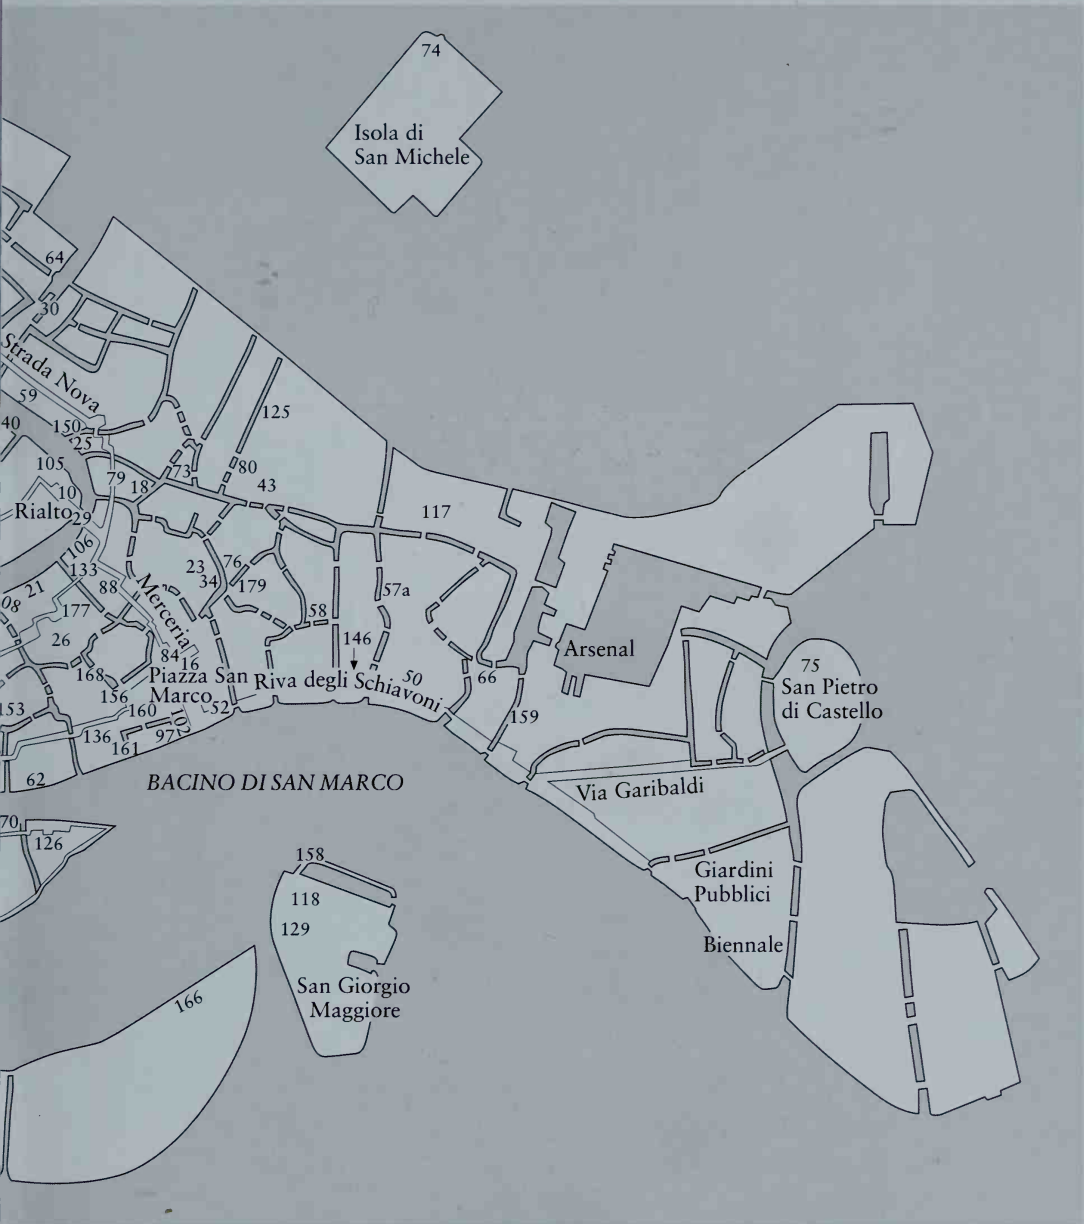 74
Isola di
San Michele
64
30
Strada Nova
59
40
150
25
125
105
79
73
80
18
43
10
Rialto
29
117
106
133
23
76
34
179
88
21
08
57a
177
Merceria
58
26
146
84
16
Arsenal
168
Piazza San
Marco
Riva degli Schiavoni
50
66
75
San Pietro
di Castello
156
153
160
102
52
159
136
161
97
62
BACINO DI SAN MARCO
Via Garibaldi
70
126
158
118
129
Giardini
Pubblici
Biennale
San Giorgio
Maggiore
166